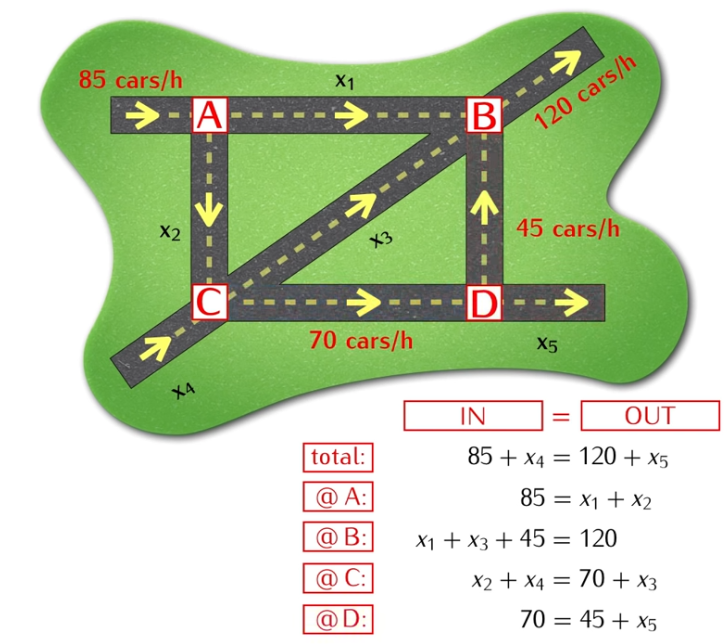 85 cars/h
x₁
120 cars/h
A
B
x₂
x₃
45 cars/h
C
D
70 cars/h
x₅
x₄
IN = OUT
total: 85 + x₄ = 120 + x₅
@ A: 85 = x₁ + x₂
@ B: x₁ + x₃ + 45 = 120
@ C: x₂ + x₄ = 70 + x₃
@ D: 70 = 45 + x₅